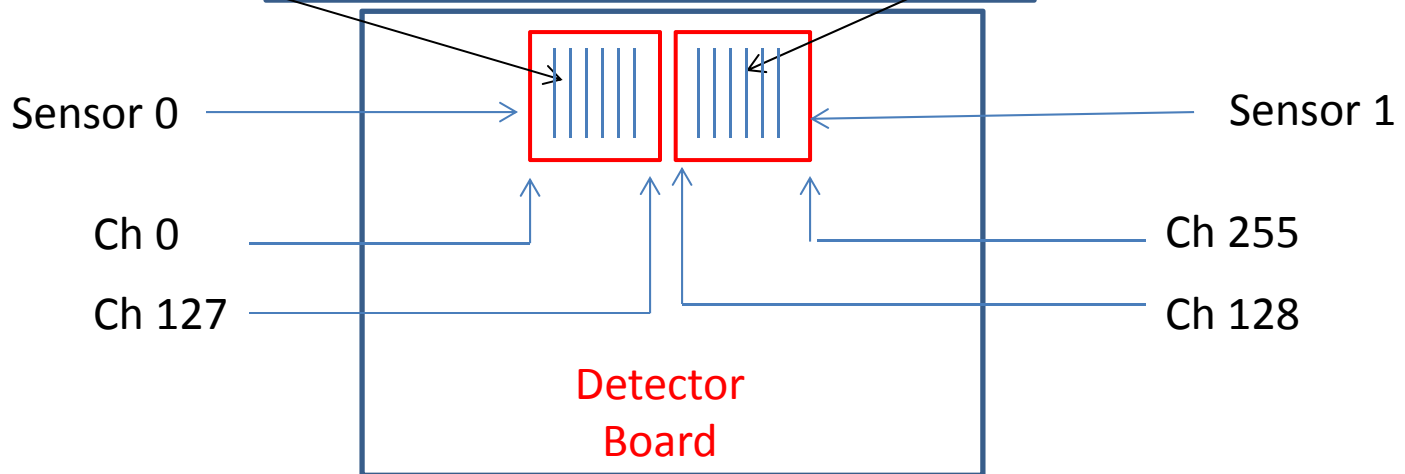 Sensor 0
Sensor 1
Ch 0
Ch 255
Ch 127
Ch 128
Detector
Board